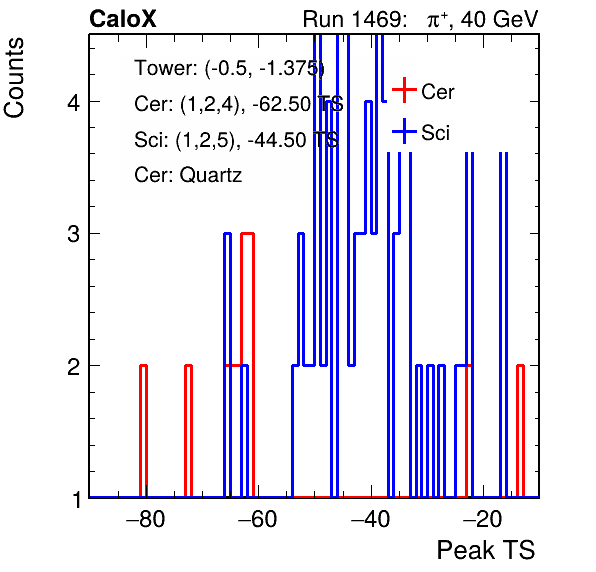 CaloX Run 1469: π⁺, 40 GeV
Counts
Tower: (-0.5, -1.375)
Cer: (1,2,4), -62.50 TS
Sci: (1,2,5), -44.50 TS
Cer: Quartz
Cer
Sci
4
3
2
1
−80 −60 −40 −20
Peak TS